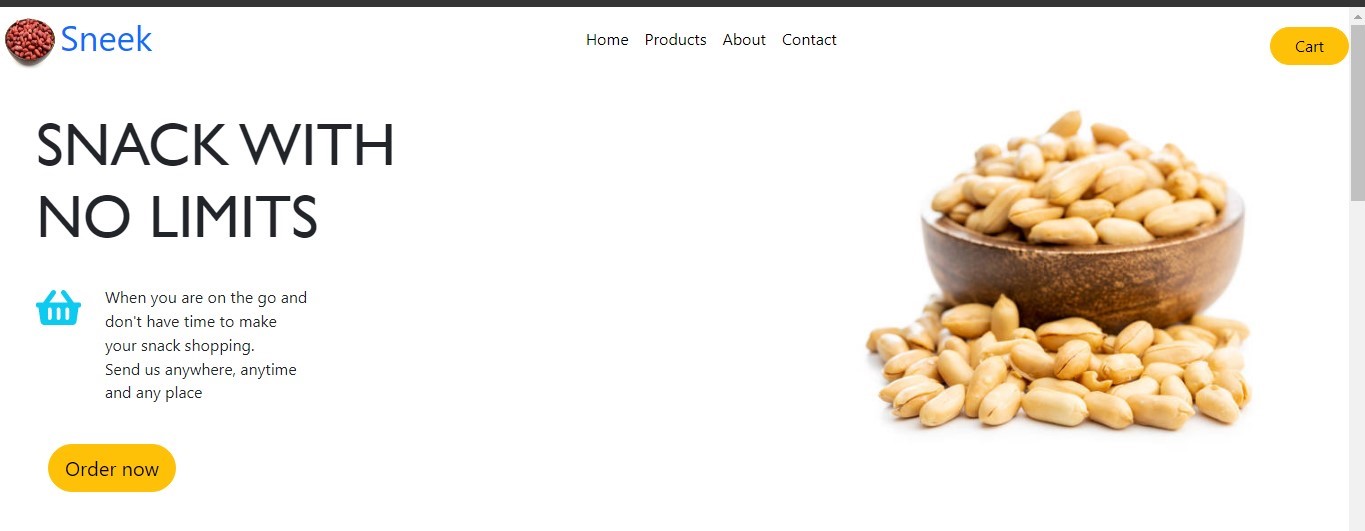 Sneek
Home Products About Contact
Cart
SNACK WITH
NO LIMITS
When you are on the go and
don't have time to make
your snack shopping.
Send us anywhere, anytime
and any place
Order now